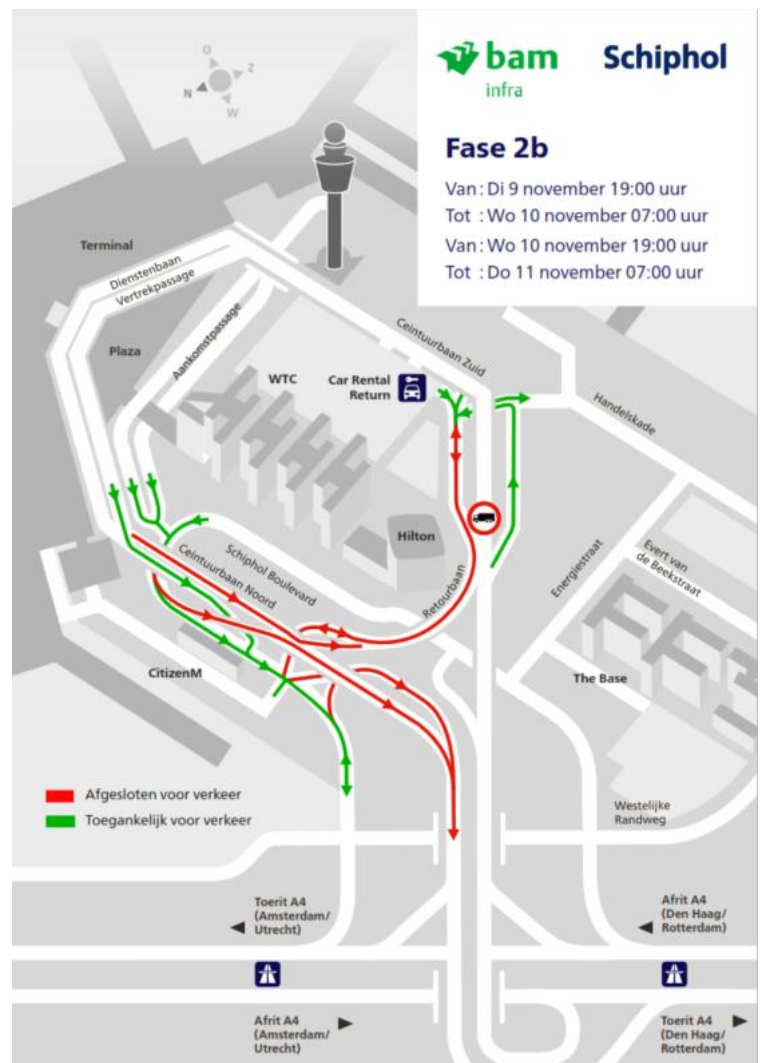 bam
infra
Schiphol
Fase 2b
Van : Di 9 november 19:00 uur
Tot : Wo 10 november 07:00 uur
Van : Wo 10 november 19:00 uur
Tot : Do 11 november 07:00 uur
O
Z
N
W
Terminal
Dienstenbaan
Vertrekpassage
Plaza
Aankomstpassage
Ceintuurbaan Zuid
WTC
Car Rental
Return
Handelskade
Hilton
Schiphol Boulevard
Ceintuurbaan Noord
Retourbaan
Energiestraat
Evert van
de Beekstraat
CitizenM
The Base
Afgesloten voor verkeer
Toegankelijk voor verkeer
Westelijke
Randweg
Toerit A4
(Amsterdam/
Utrecht)
Afrit A4
(Den Haag/
Rotterdam)
Afrit A4
(Amsterdam/
Utrecht)
Toerit A4
(Den Haag/
Rotterdam)